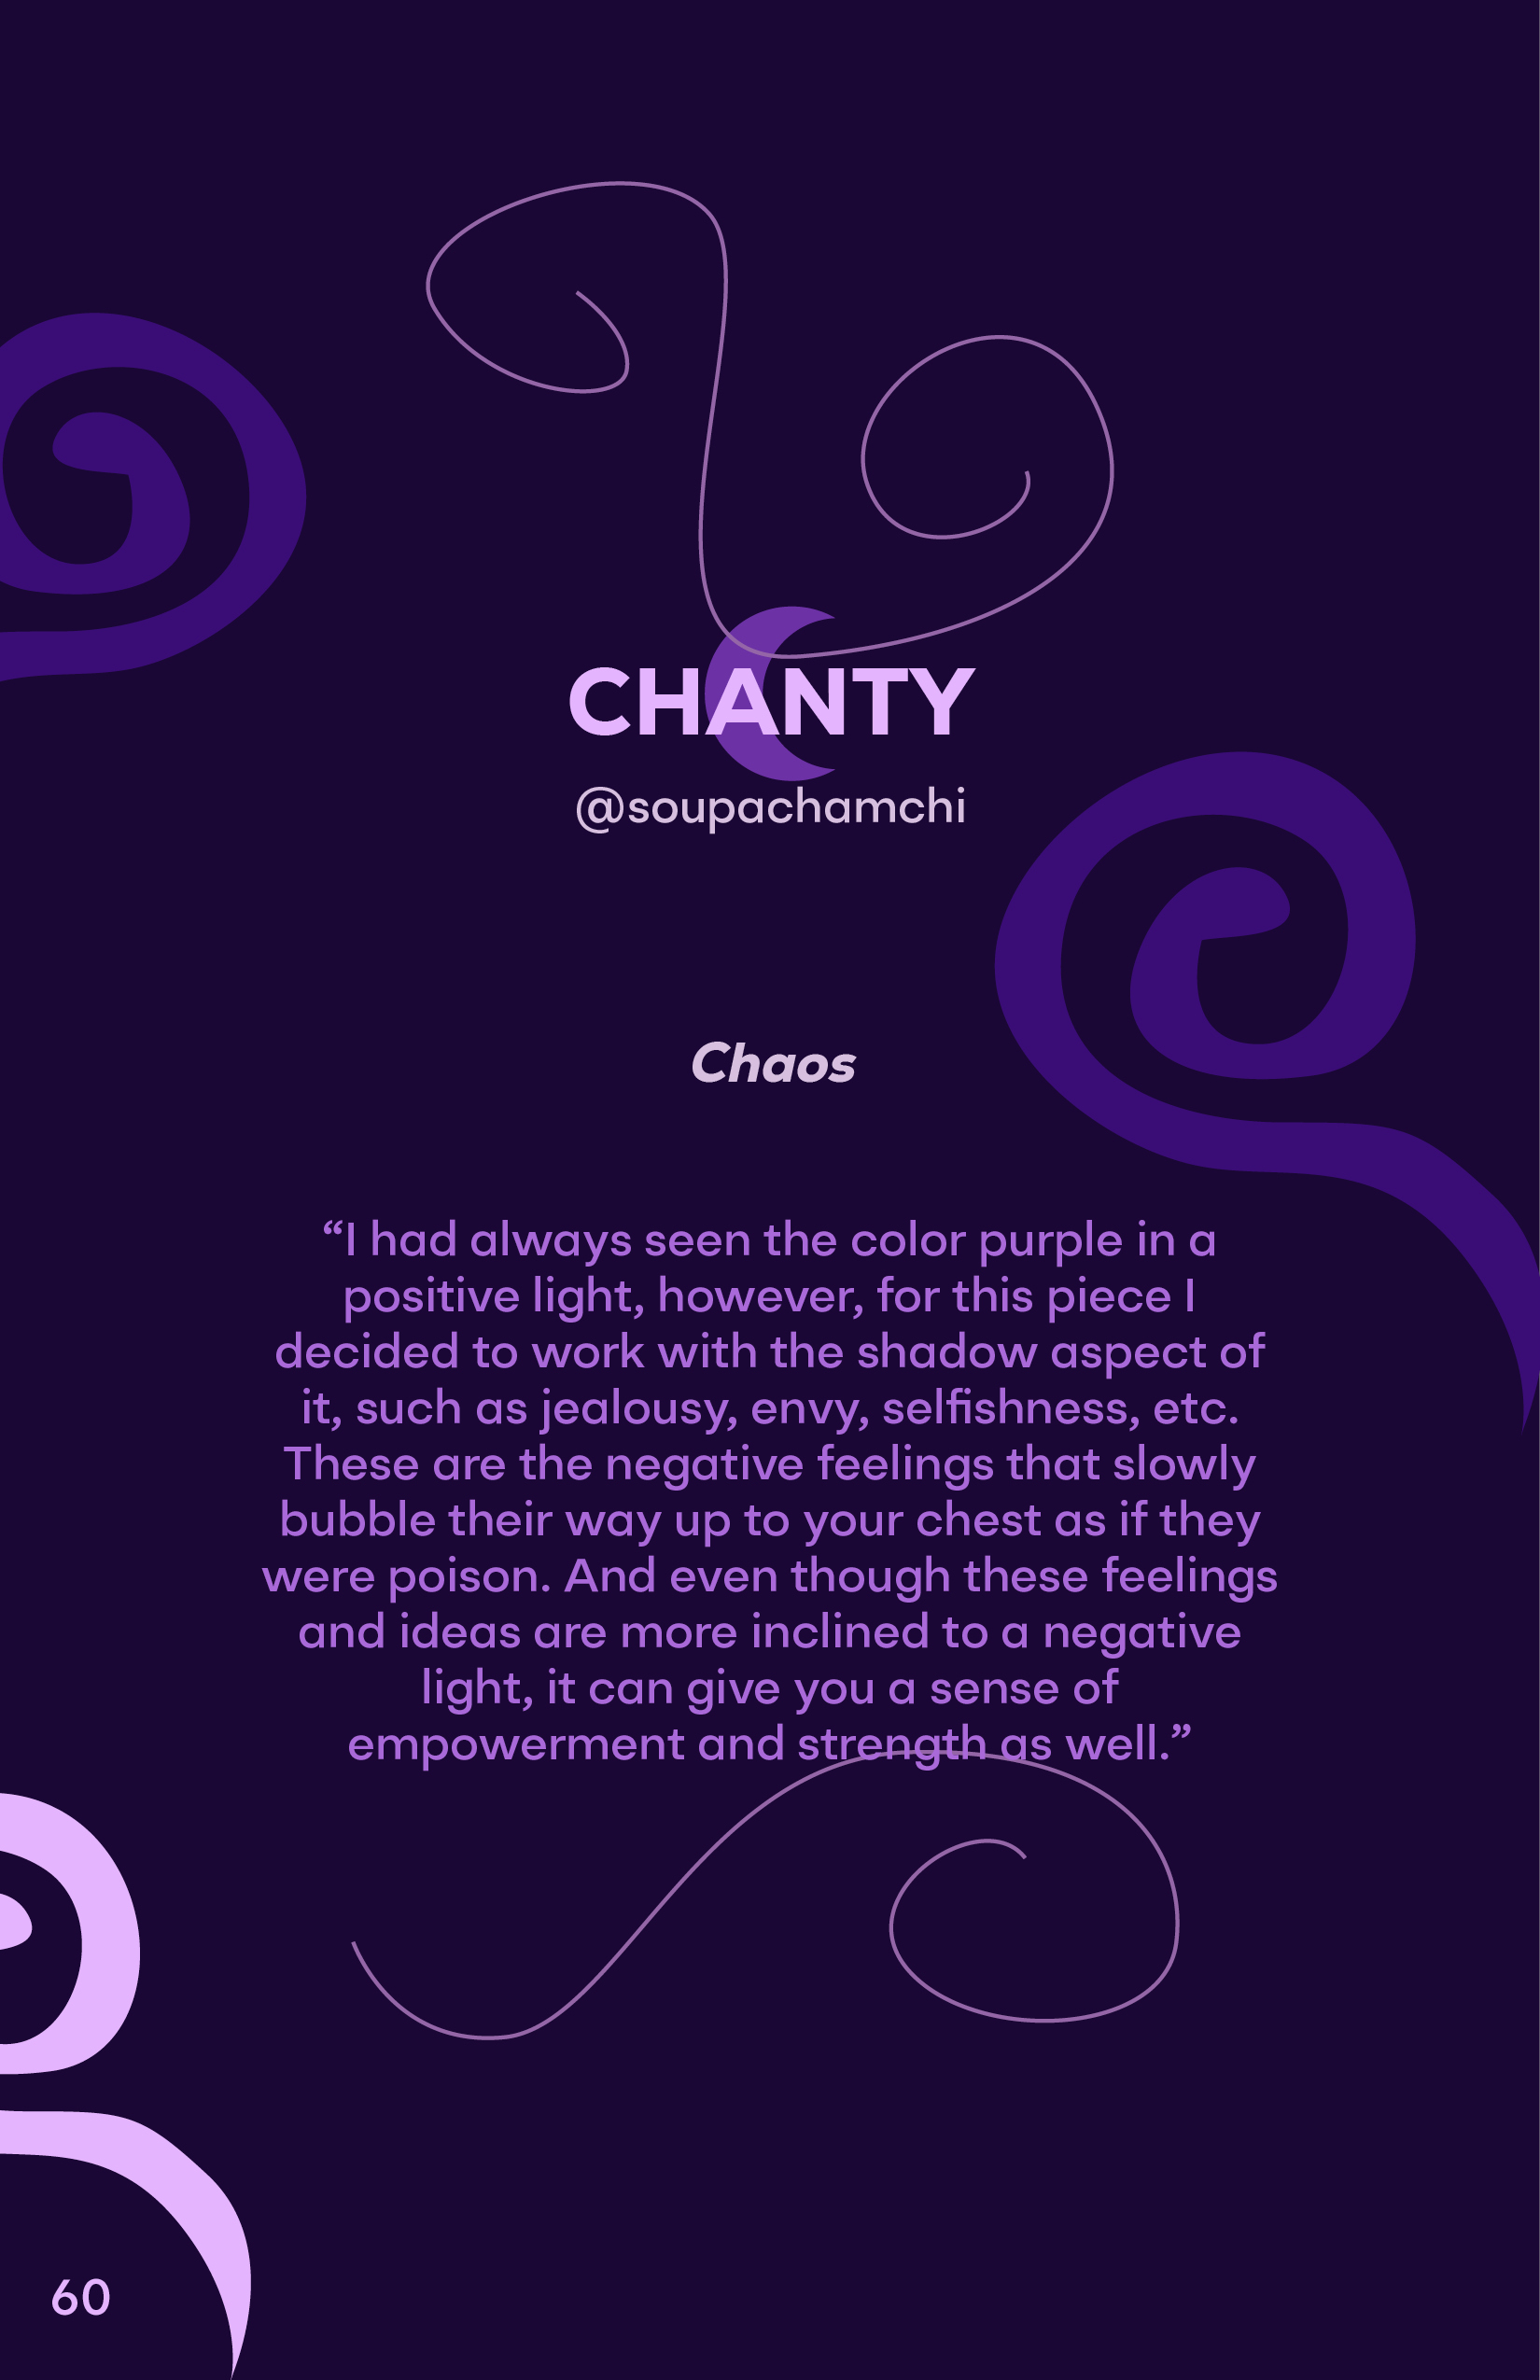 CHANTY
@soupachamchi
Chaos
“I had always seen the color purple in a
positive light, however, for this piece I
decided to work with the shadow aspect of
it, such as jealousy, envy, selfishness, etc.
These are the negative feelings that slowly
bubble their way up to your chest as if they
were poison. And even though these feelings
and ideas are more inclined to a negative
light, it can give you a sense of
empowerment and strength as well.”
60